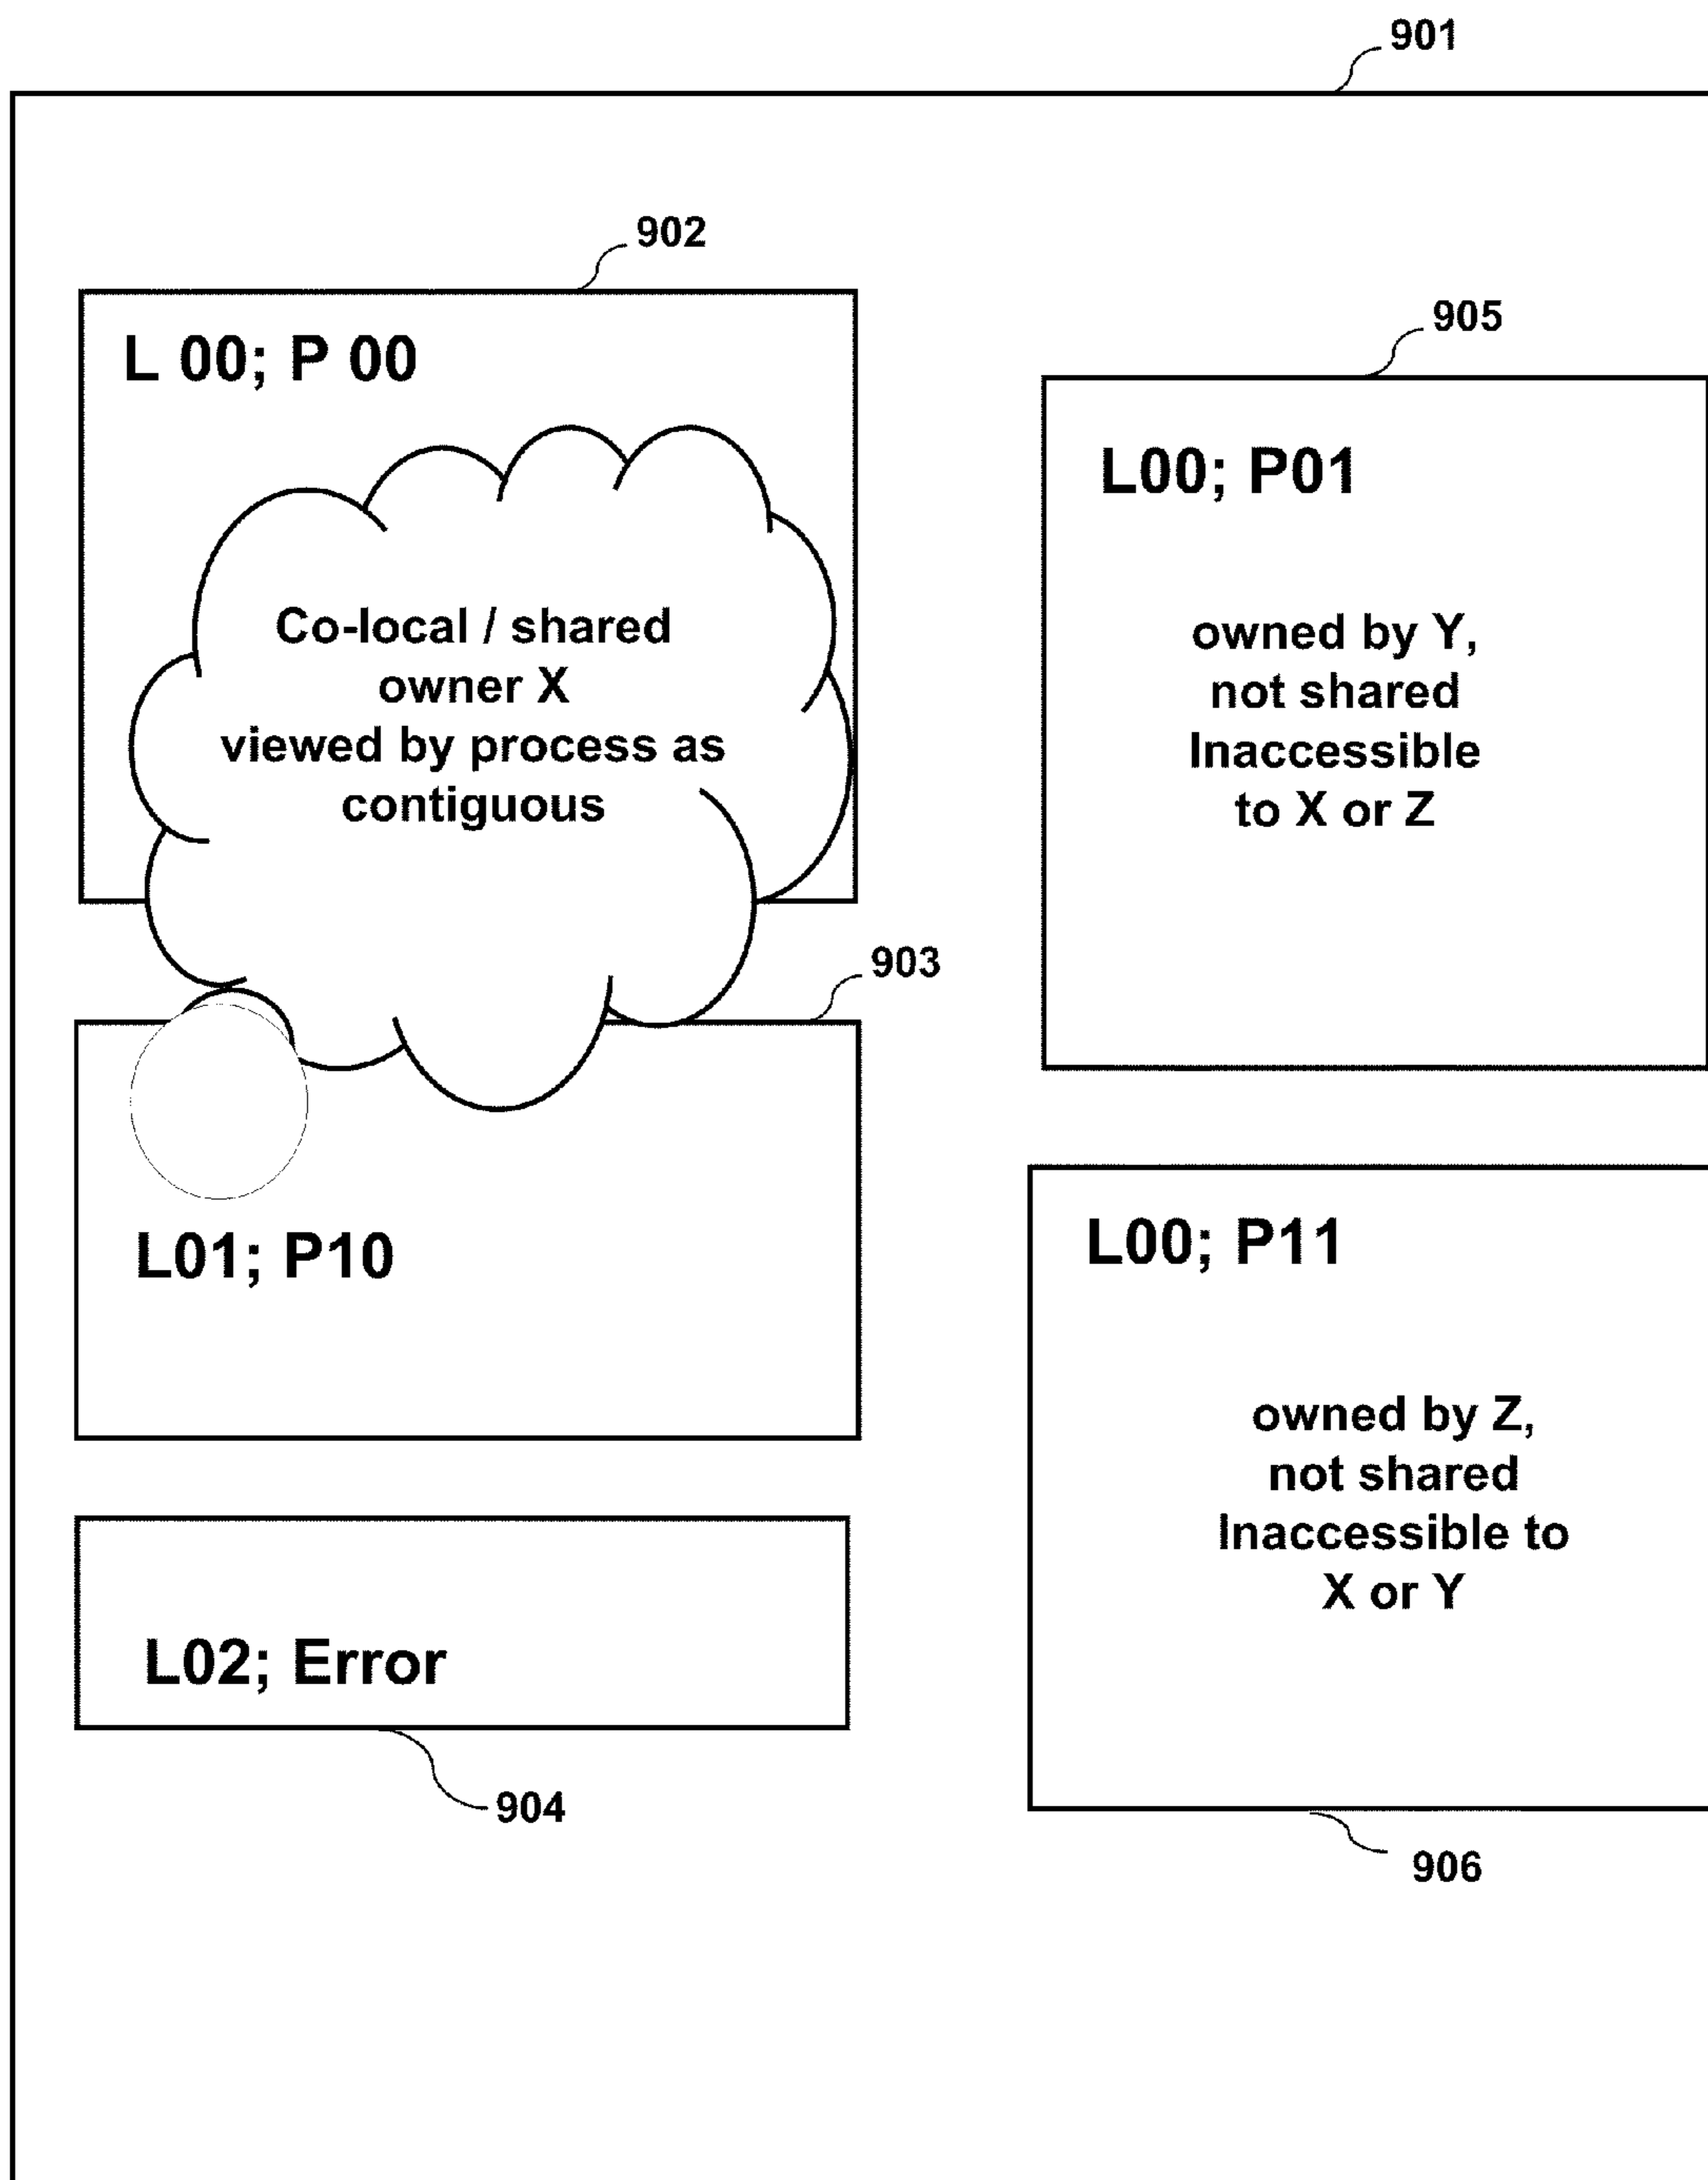 901
902
L 00; P 00
Co-local / shared
owner X
viewed by process as
contiguous
903
L01; P10
L02; Error
904
905
L00; P01
owned by Y,
not shared
Inaccessible
to X or Z
L00; P11
owned by Z,
not shared
Inaccessible to
X or Y
906